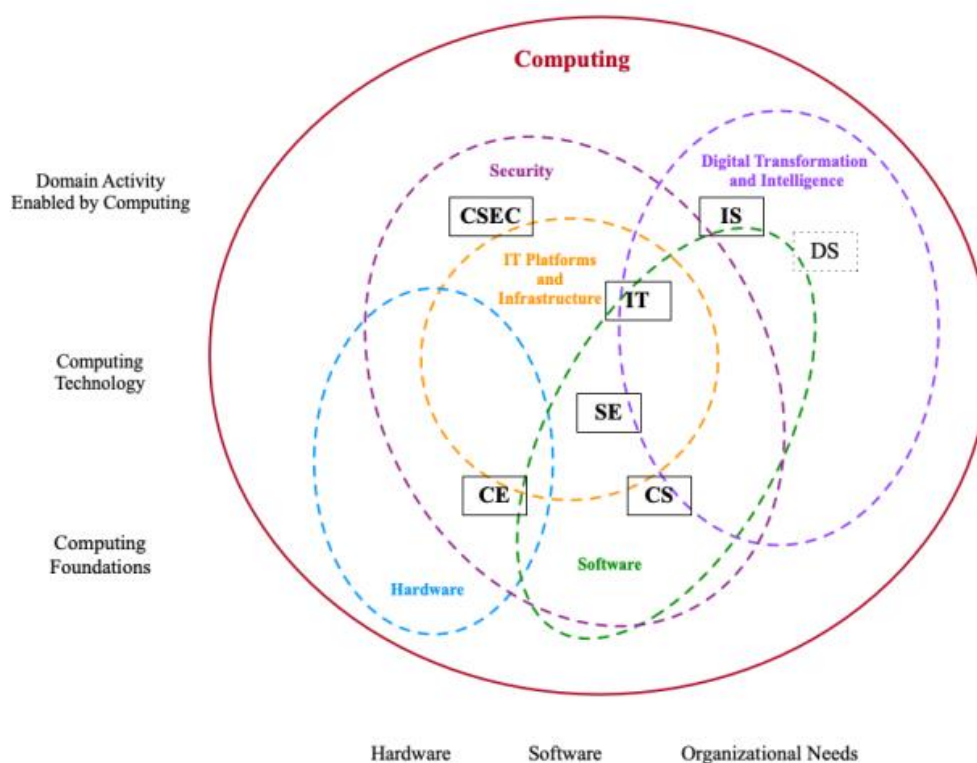 Computing
Domain Activity
Enabled by Computing
Security
Digital Transformation
and Intelligence
CSEC
IS
DS
IT Platforms
and
Infrastructure
IT
Computing
Technology
SE
CE
CS
Computing
Foundations
Software
Hardware
Hardware
Software
Organizational Needs